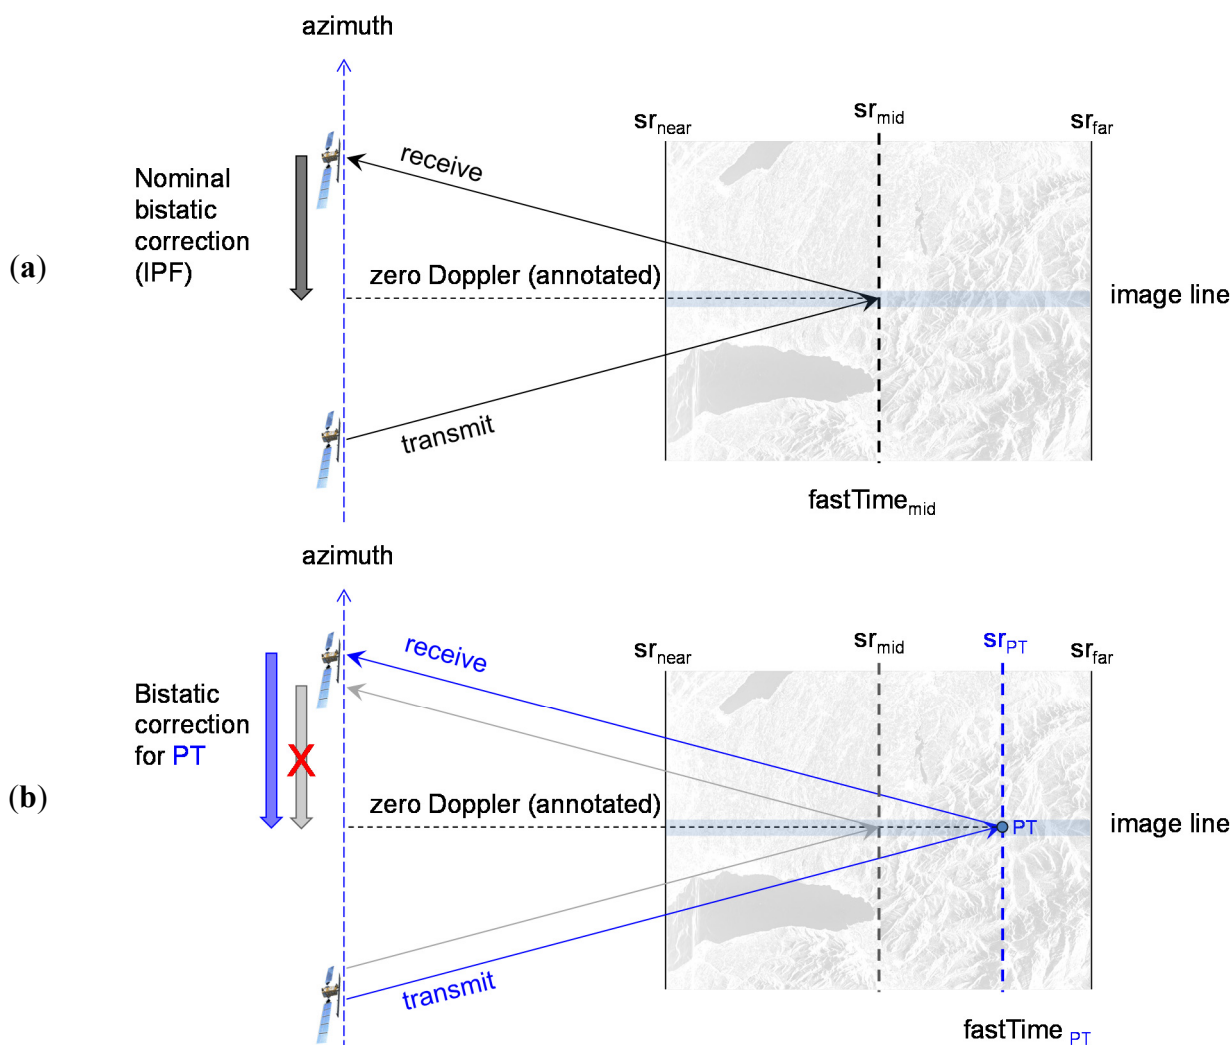 azimuth
sr_near
sr_mid
sr_far
receive
Nominal
bistatic
correction
(IPF)
(a)
zero Doppler (annotated)
image line
transmit
fastTime_mid
azimuth
sr_near
sr_mid
sr_PT
sr_far
receive
Bistatic
correction
for PT
X
(b)
zero Doppler (annotated)
PT
image line
transmit
fastTime_PT